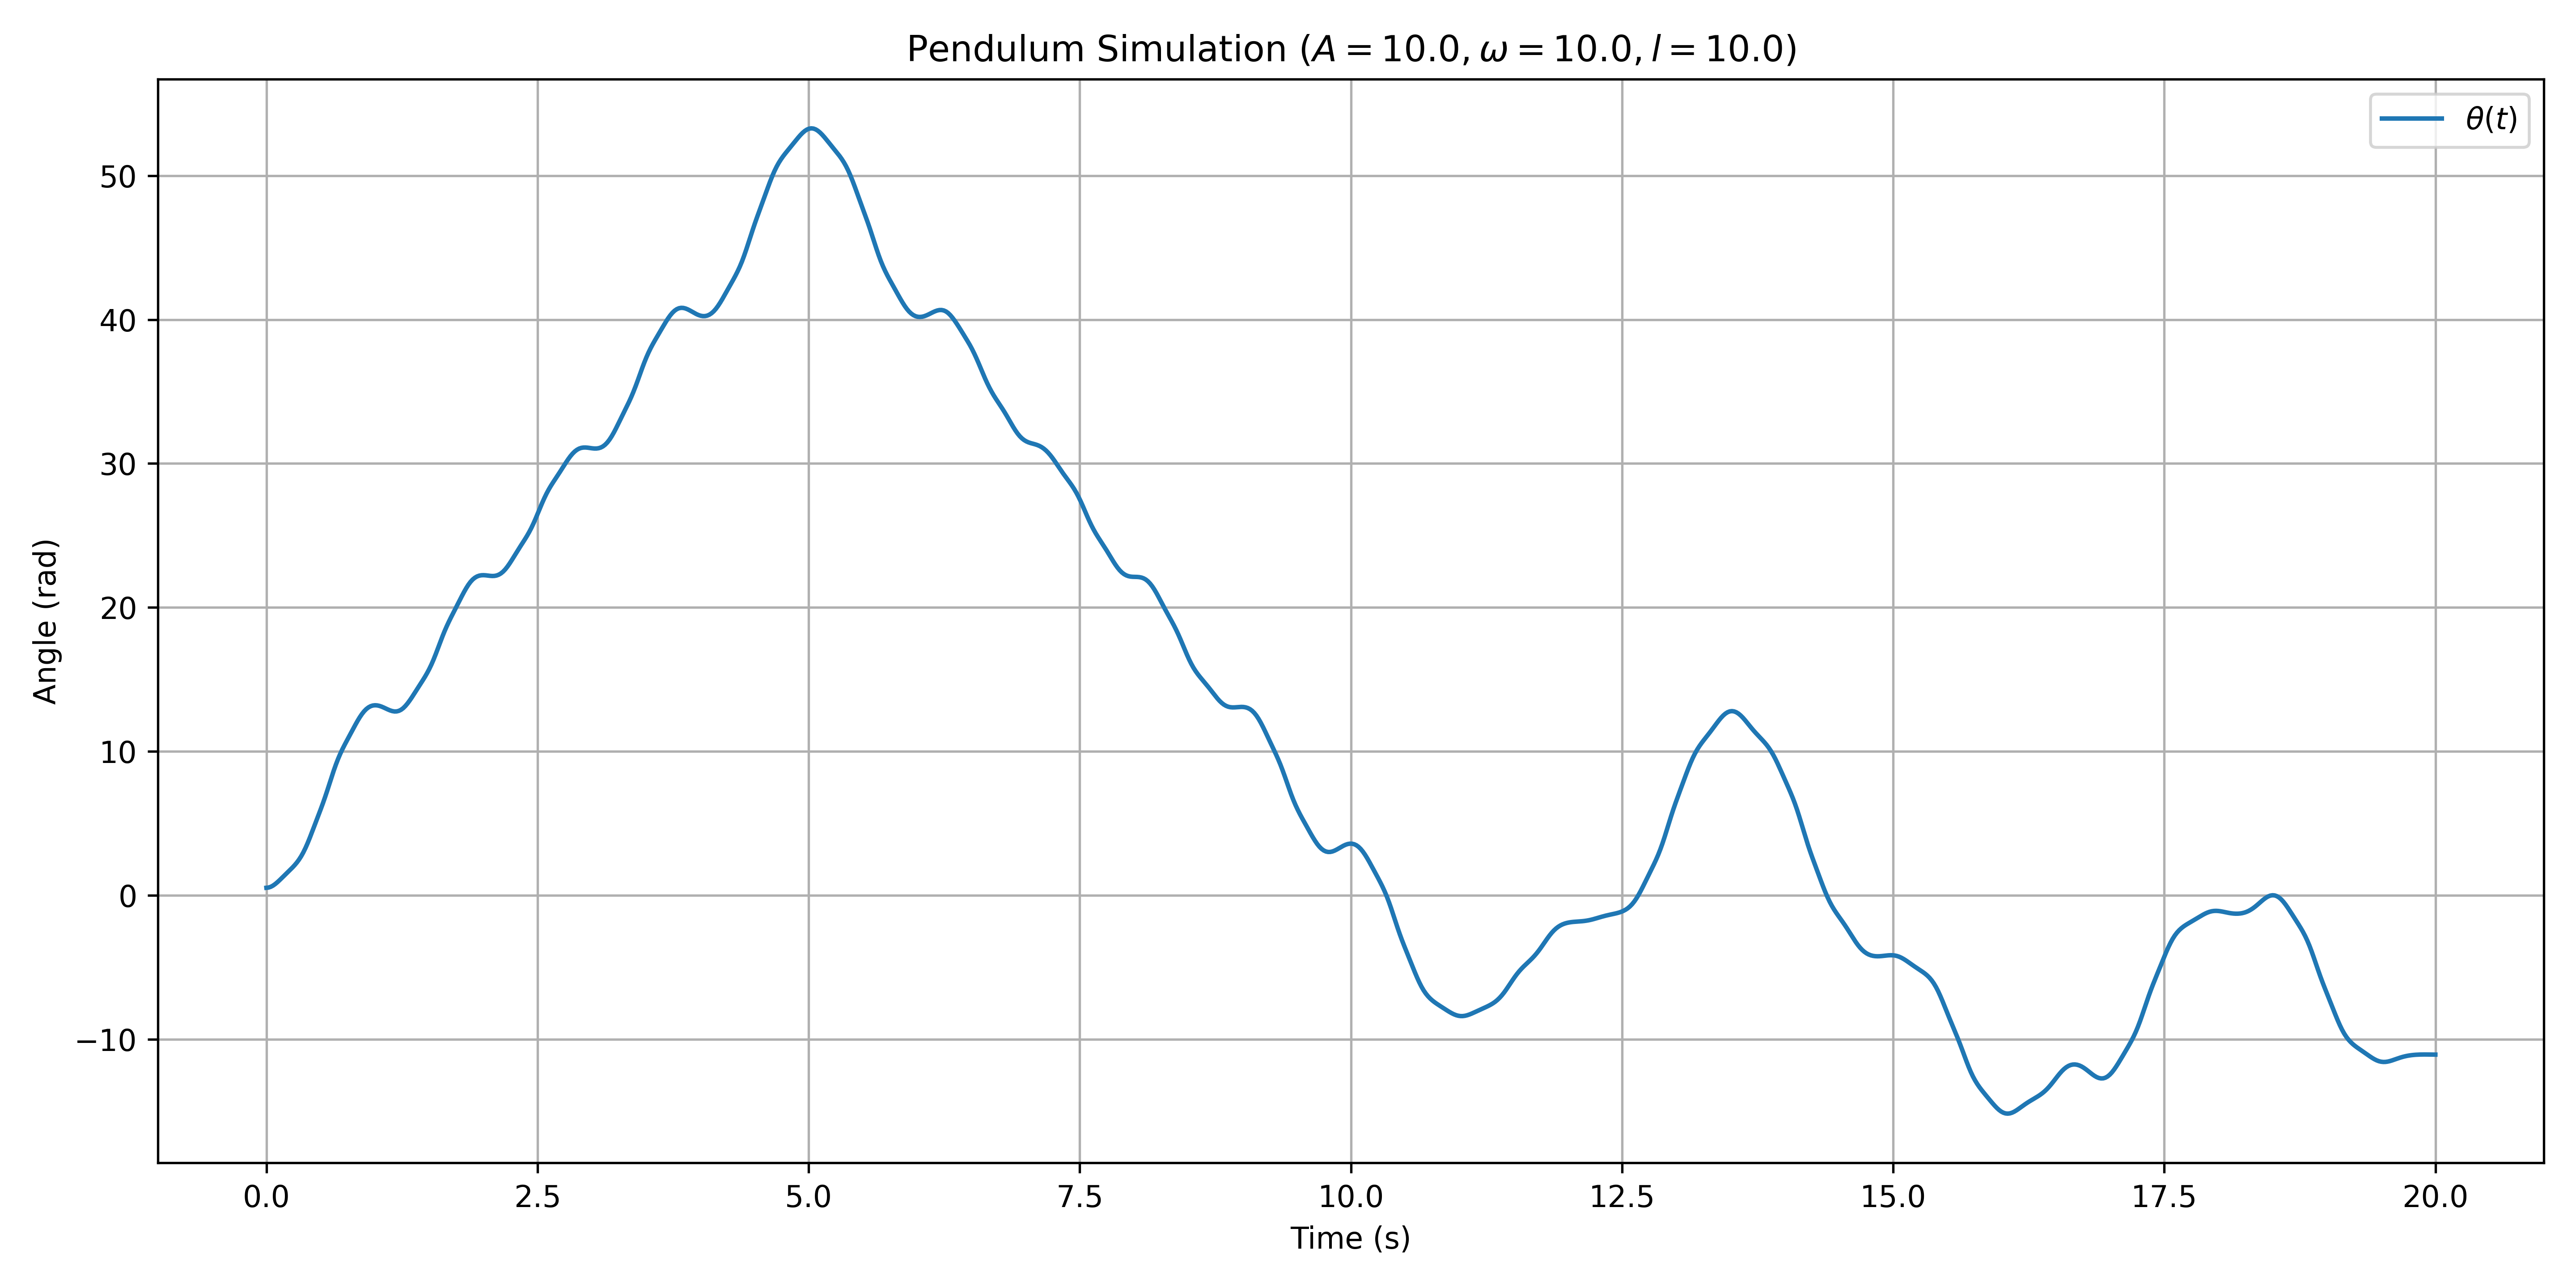 Pendulum Simulation (A = 10.0, ω = 10.0, l = 10.0)
θ(t)
Angle (rad)
50
40
30
20
10
0
−10
0.0 2.5 5.0 7.5 10.0 12.5 15.0 17.5 20.0
Time (s)